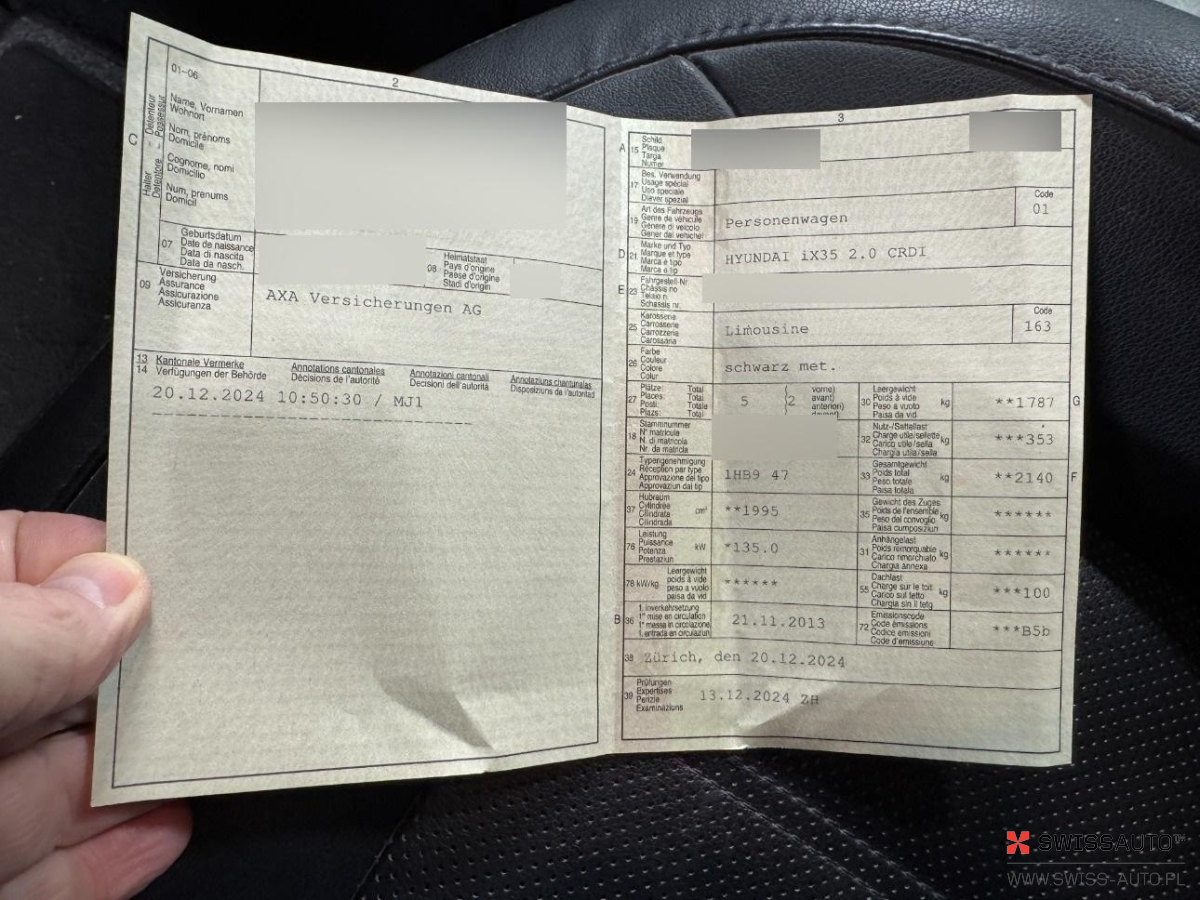 2
01-06
C
Halter Détenteur
Detentore Possessur
Name, Vornamen
Wohnort
Nom, prénoms
Domicile
Cognome, nomi
Domicilio
Num, prenums
Domicil
07
Geburtsdatum
Date de naissance
Data di nascita
Data da nasch.
08
Heimatstaat
Pays d'origine
Paese d'origine
Stadi d'origin
09
Versicherung
Assurance
Assicurazione
Assicuranza
AXA Versicherungen AG
13
14
Kantonale Vermerke
Verfügungen der Behörde
Annotations cantonales
Décisions de l'autorité
Annotazioni cantonali
Decisioni dell'autorità
Annotaziuns chantunalas
Disposiziuns da l'autoritad
20.12.2024 10:50:30 / MJ1
3
A 15
Schild
Plaque
Targa
Numer
17
Bes. Verwendung
Usage spécial
Uso speciale
Diever spezial
19
Art des Fahrzeugs
Genre de véhicule
Genere di veicolo
Gener dal vehichel
Personenwagen
Code
01
D 21
Marke und Typ
Marque et type
Marca e tipo
Marca e tip
HYUNDAI iX35 2.0 CRDI
E 23
Fahrgestell-Nr
Châssis no
Telaio n.
Schassis nr.
25
Karosserie
Carrosserie
Carrozzeria
Carossaria
Limousine
Code
163
26
Farbe
Couleur
Colore
Colur
schwarz met.
27
Plätze: Total
Places: Total
Posti: Totale
Plazs: Total
5 (2 vorne)
avant)
anteriori)
davant)
30
Leergewicht
Poids à vide
Peso a vuoto
Paisa da vid
kg
**1787
G
18
Stammnummer
N° matricule
N. di matricola
Nr. da matricla
32
Nutz-/Sattellast
Charge utile/sellette
Carico utile/sella
Chargia utila/sella
kg
***353
24
Typengenehmigung
Réception par type
Approvazione del tipo
Approvaziun dal tip
1HB9 47
33
Gesamtgewicht
Poids total
Peso totale
Paisa totala
kg
**2140
F
37
Hubraum
Cylindrée
Cilindrata
Cilindrada
cm³
**1995
35
Gewicht des Zuges
Poids de l'ensemble
Peso del convoglio
Paisa cumposiziun
kg
******
76
Leistung
Puissance
Potenza
Prestaziun
kW
*135.0
31
Anhängelast
Poids remorquable
Carico rimorchiato
Chargia annexa
kg
******
78 kW/kg
Leergewicht
poids à vide
peso a vuoto
paisa da vid
******
55
Dachlast
Charge sur le toit
Carico sul tetto
Chargia sin il tetg
kg
***100
B 36
1. Inverkehrsetzung
1re mise en circulation
1a messa in circolazione
1. entrada en circulaziun
21.11.2013
72
Emissionscode
Code émissions
Codice emissioni
Code d'emissiuns
***B5b
38
Zürich, den 20.12.2024
39
Prüfungen
Expertises
Perizie
Examinaziuns
13.12.2024 ZH
SWISSAUTO™
WWW.SWISS-AUTO.PL